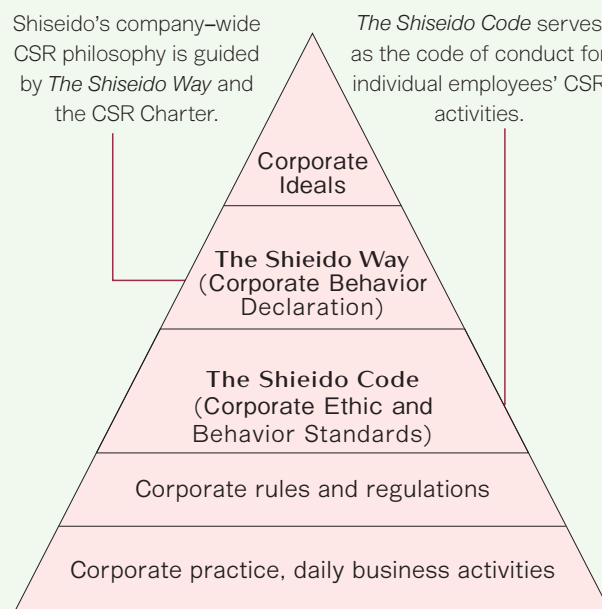 Shiseido's company–wide
CSR philosophy is guided
by The Shiseido Way and
the CSR Charter.
The Shiseido Code serves
as the code of conduct for
individual employees' CSR
activities.
Corporate
Ideals
The Shieido Way
(Corporate Behavior
Declaration)
The Shieido Code
(Corporate Ethic and
Behavior Standards)
Corporate rules and regulations
Corporate practice, daily business activities